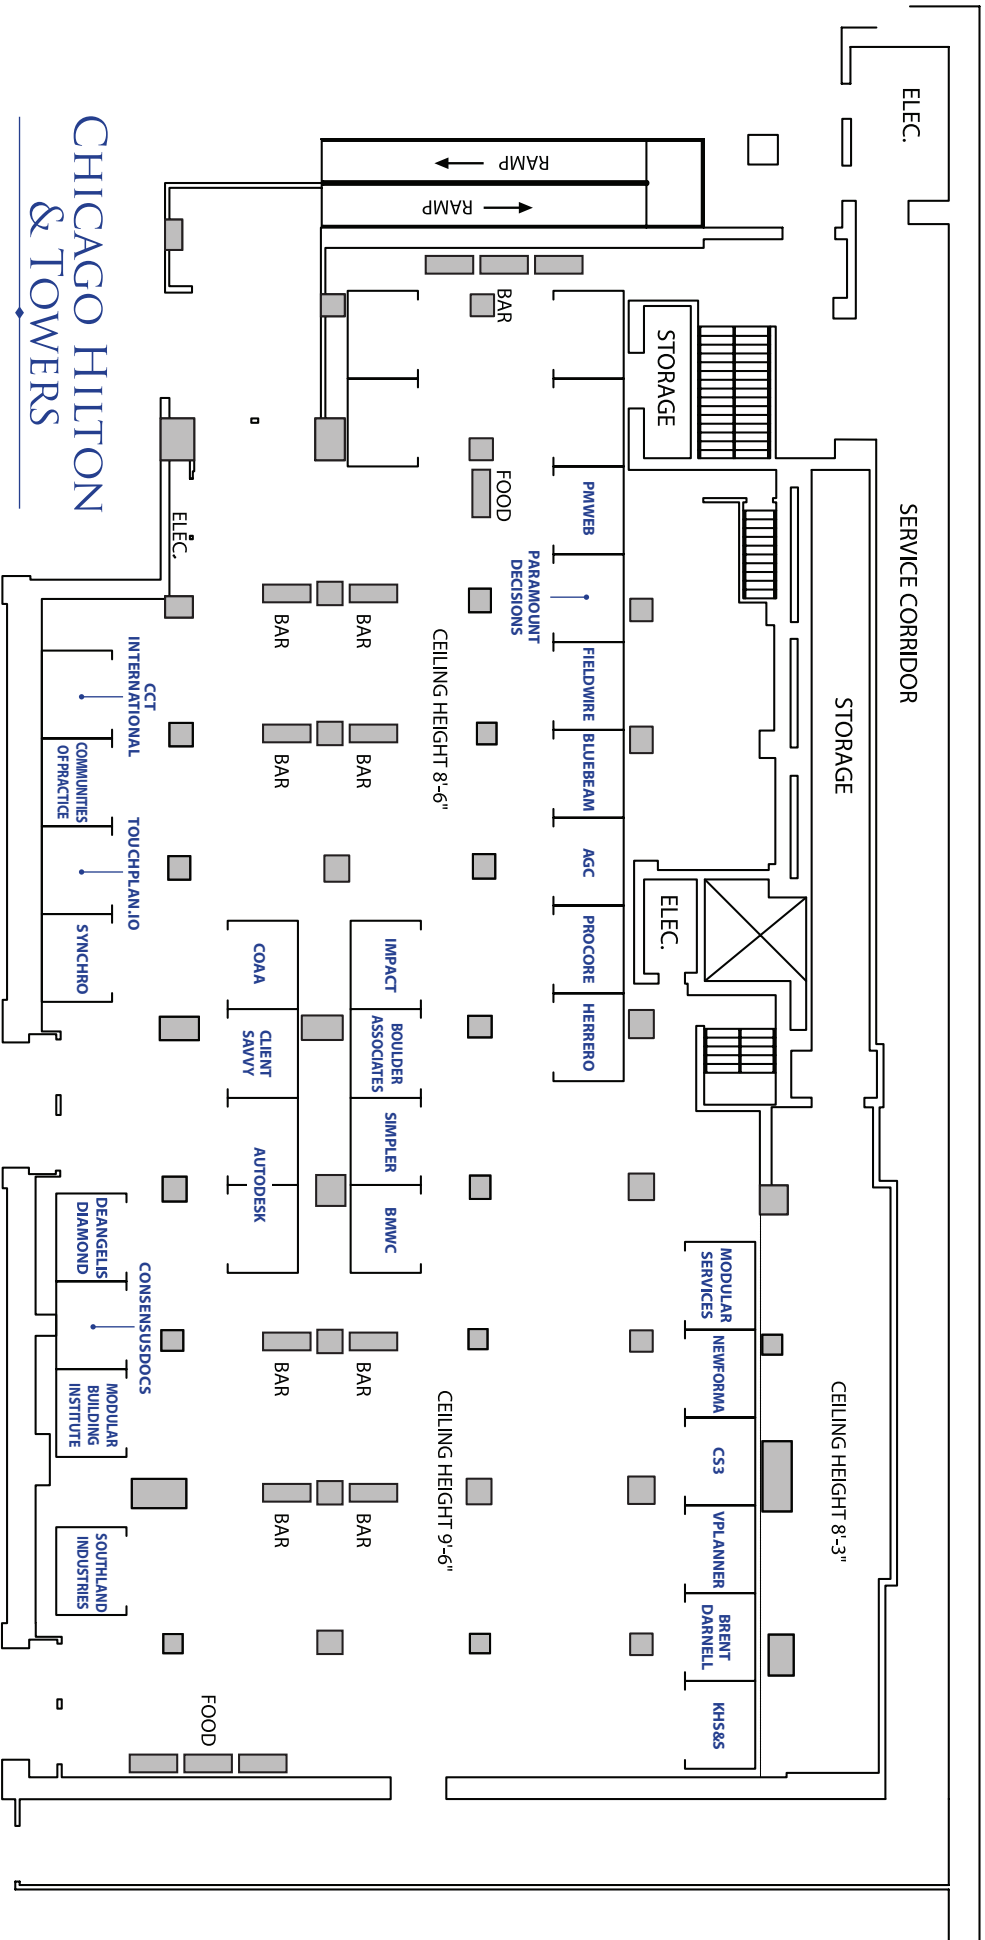 ELEC.
SERVICE CORRIDOR
STORAGE
CEILING HEIGHT 8'-3"
STORAGE
ELEC.
MODULAR
SERVICES
NEWFORMA
CS3
VPLANNER
BRENT
DARNELL
KHS&S
RAMP
RAMP
BAR
FOOD
PMWEB
PARAMOUNT
DECISIONS
FIELDWIRE
BLUEBEAM
AGC
PROCORE
HERRERO
CEILING HEIGHT 8'-6"
CEILING HEIGHT 9'-6"
BAR
BAR
IMPACT
BOULDER
ASSOCIATES
SIMPLER
BMWC
BAR
BAR
BAR
BAR
COAA
CLIENT
SAVVY
AUTODESK
BAR
BAR
ELEC.
CCT
INTERNATIONAL
COMMUNITIES
OFPRACTICE
TOUCHPLAN.IO
SYNCHRO
DEANGELIS
DIAMOND
CONSENSUSDOCS
MODULAR
BUILDING
INSTITUTE
SOUTHLAND
INDUSTRIES
FOOD
CHICAGO HILTON
& TOWERS